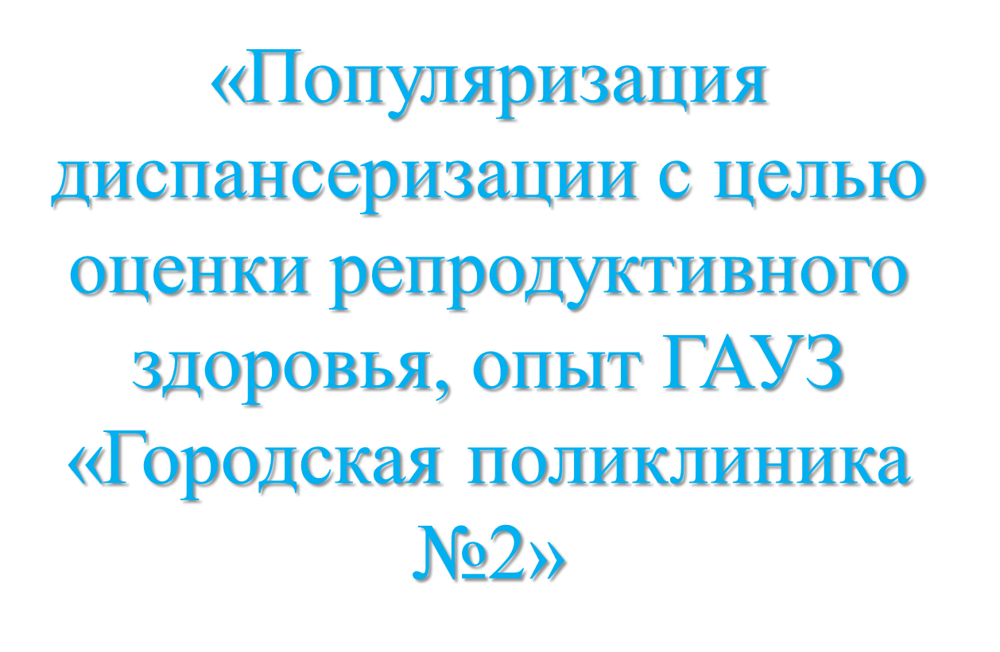 «Популяризация
диспансеризации с целью
оценки репродуктивного
здоровья, опыт ГАУЗ
«Городская поликлиника
№2»